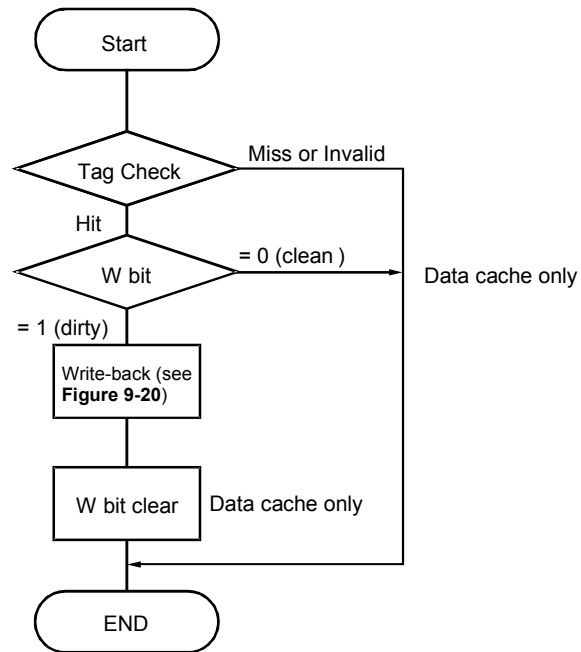 Start
Miss or Invalid
Tag Check
Hit
= 0 (clean )
W bit
Data cache only
= 1 (dirty)
Write-back (see
Figure 9-20)
W bit clear
Data cache only
END